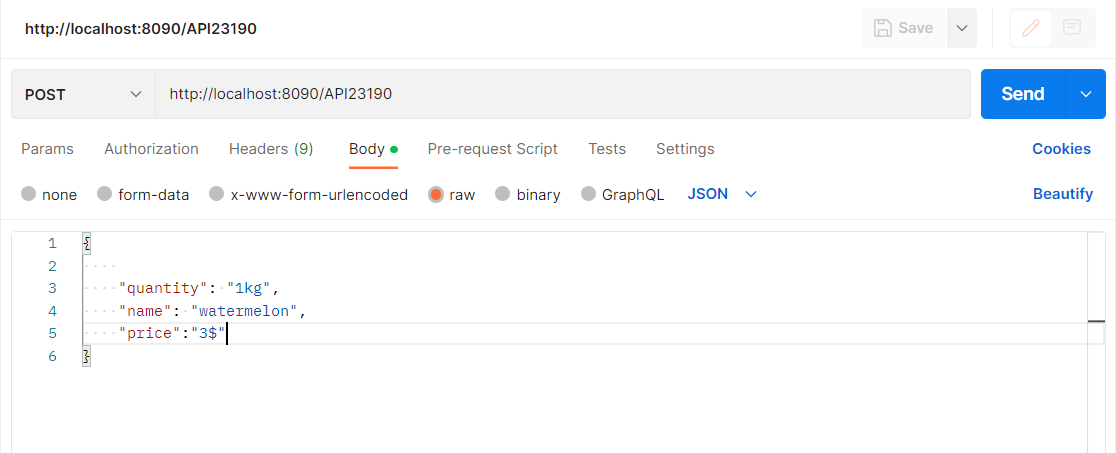 http://localhost:8090/API23190 Save
POST http://localhost:8090/API23190 Send
Params Authorization Headers (9) Body Pre-request Script Tests Settings Cookies
none form-data x-www-form-urlencoded raw binary GraphQL JSON Beautify
1 {
2
3 "quantity": "1kg",
4 "name": "watermelon",
5 "price":"3$"
6 }